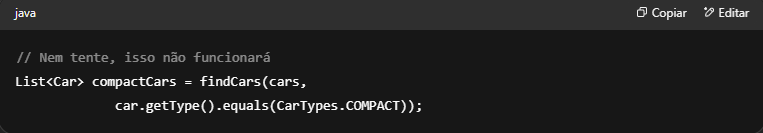 java
Copiar
Editar
// Nem tente, isso não funcionará
List<Car> compactCars = findCars(cars,
            car.getType().equals(CarTypes.COMPACT));